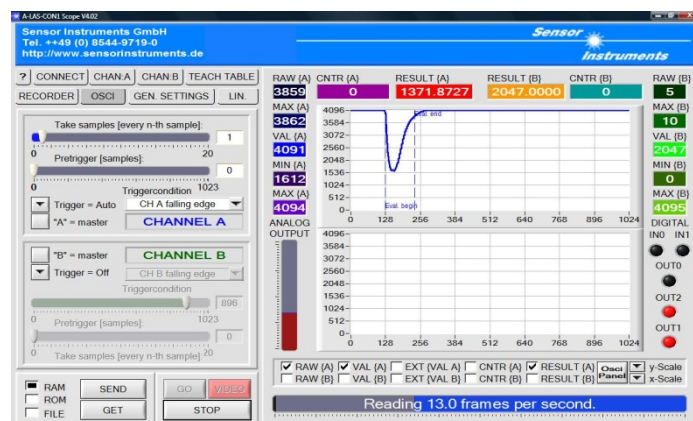 A-LAS-CON1 Scope V4.02
Sensor Instruments GmbH
Tel. ++49 (0) 8544-9719-0
http://www.sensorinstruments.de
Sensor
Instruments
? CONNECT CHAN:A CHAN:B TEACH TABLE
RECORDER OSCI GEN. SETTINGS LIN.
Take samples [every n-th sample]:
1
0 20
Pretrigger [samples]:
0
0 1023
Triggercondition
Trigger = Auto CH A falling edge
"A" = master CHANNEL A
"B" = master CHANNEL B
Trigger = Off CH B falling edge
Triggercondition
896
0 Pretrigger [samples]: 1023
0
0 Take samples [every n-th sample] 20
RAM
ROM
FILE
SEND GO VIDEO
GET STOP
RAW {A} CNTR {A} RESULT {A} RESULT {B} CNTR {B} RAW {B}
3859 0 1371.8727 2047.0000 0 5
MAX {A}
3862
VAL {A}
4091
MIN {A}
1612
MAX {A}
4094
ANALOG
OUTPUT
4096-
3584-
3072-
2560-
2048-
1536-
1024-
512-
0-
Eval. end
Eval. begin
0 128 256 384 512 640 768 896 1024
4096-
3584-
3072-
2560-
2048-
1536-
1024-
512-
0-
0 128 256 384 512 640 768 896 1024
MAX {B}
10
VAL {B}
2047
MIN {B}
0
MAX {B}
4095
DIGITAL
IN0 IN1
OUT0
OUT2
OUT1
RAW {A} VAL {A} EXT (VAL A) CNTR {A} RESULT {A} Osci Panel y-Scale
RAW {B} VAL {B} EXT (VAL B) CNTR {B} RESULT {B} x-Scale
Reading 13.0 frames per second.